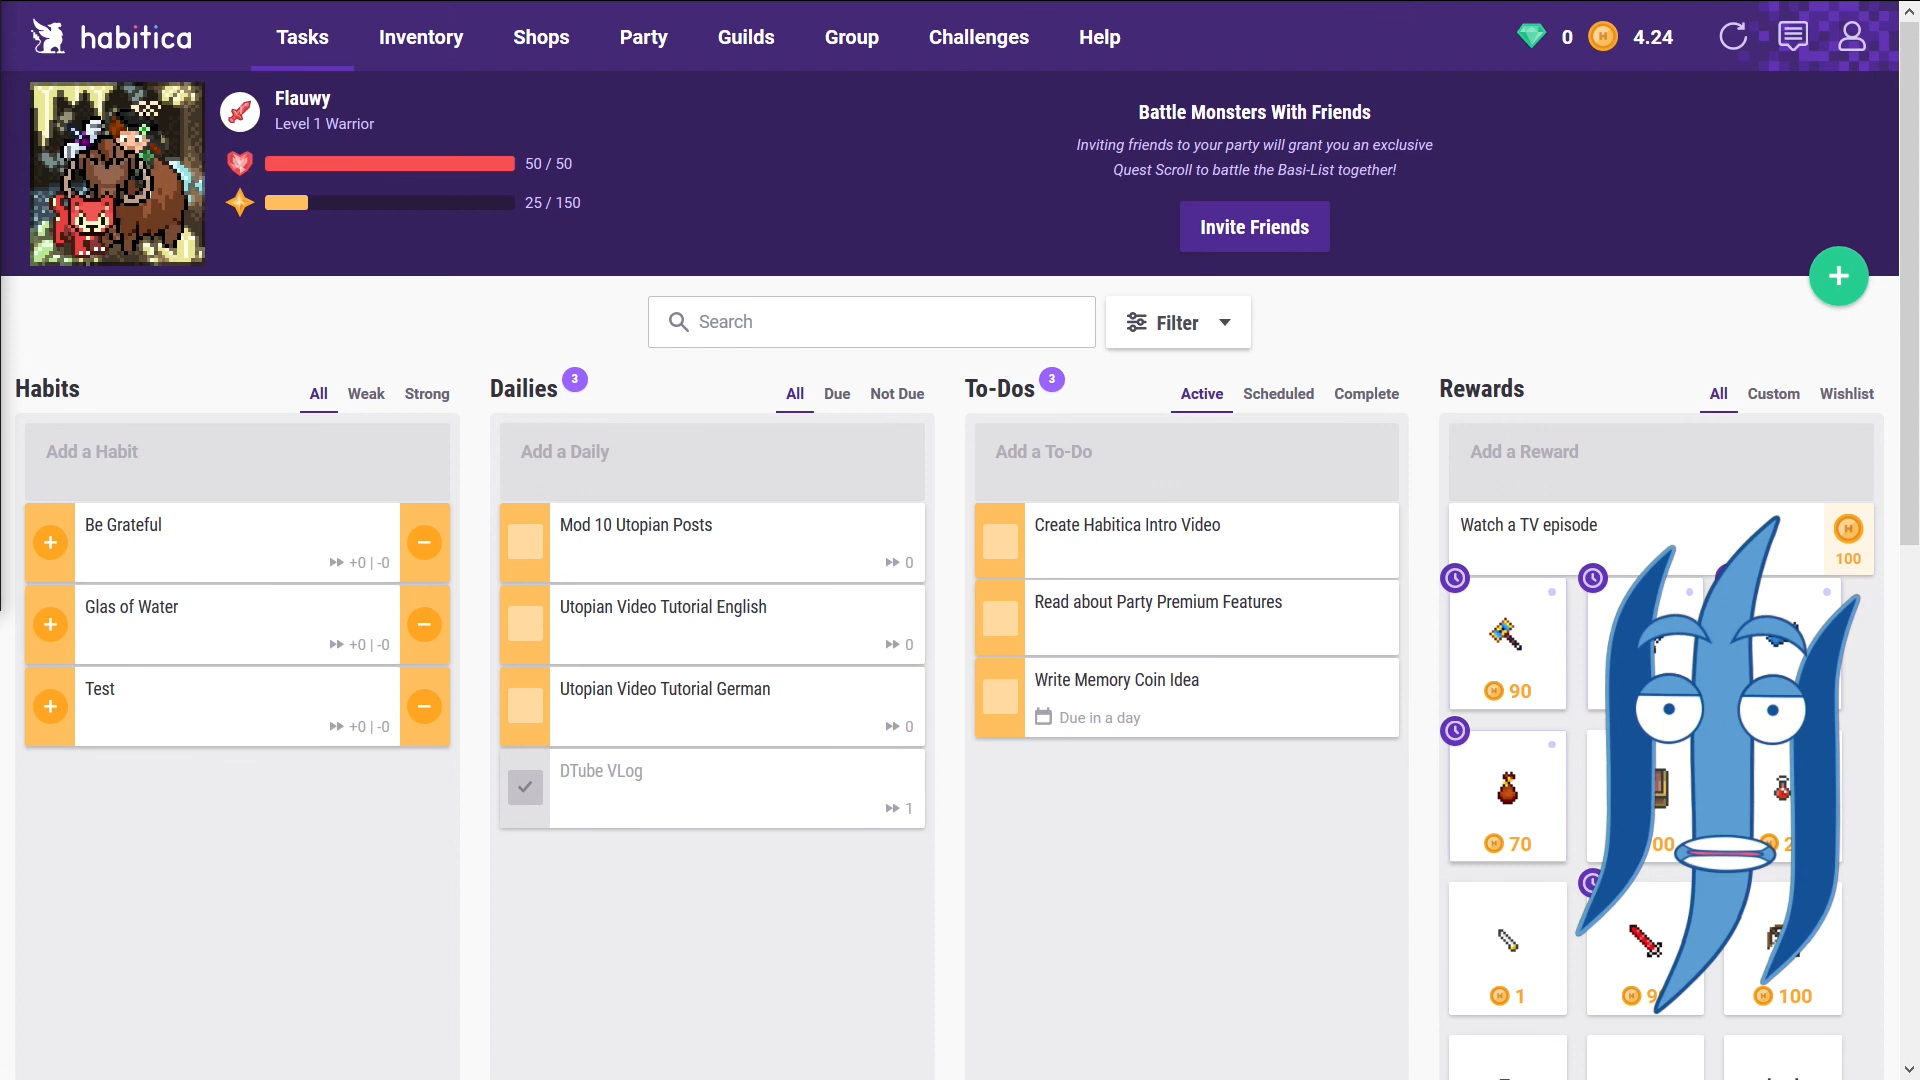 habitica
Tasks
Inventory
Shops
Party
Guilds
Group
Challenges
Help
0
4.24
Flauwy
Level 1 Warrior
50 / 50
25 / 150
Battle Monsters With Friends
Inviting friends to your party will grant you an exclusive
Quest Scroll to battle the Basi-List together!
Invite Friends
Search
Filter
Habits
All
Weak
Strong
Add a Habit
Be Grateful
+0 | -0
Glas of Water
+0 | -0
Test
+0 | -0
Dailies
3
All
Due
Not Due
Add a Daily
Mod 10 Utopian Posts
0
Utopian Video Tutorial English
0
Utopian Video Tutorial German
0
DTube VLog
1
To-Dos
3
Active
Scheduled
Complete
Add a To-Do
Create Habitica Intro Video
Read about Party Premium Features
Write Memory Coin Idea
Due in a day
Rewards
All
Custom
Wishlist
Add a Reward
Watch a TV episode
100
90
70
1
100